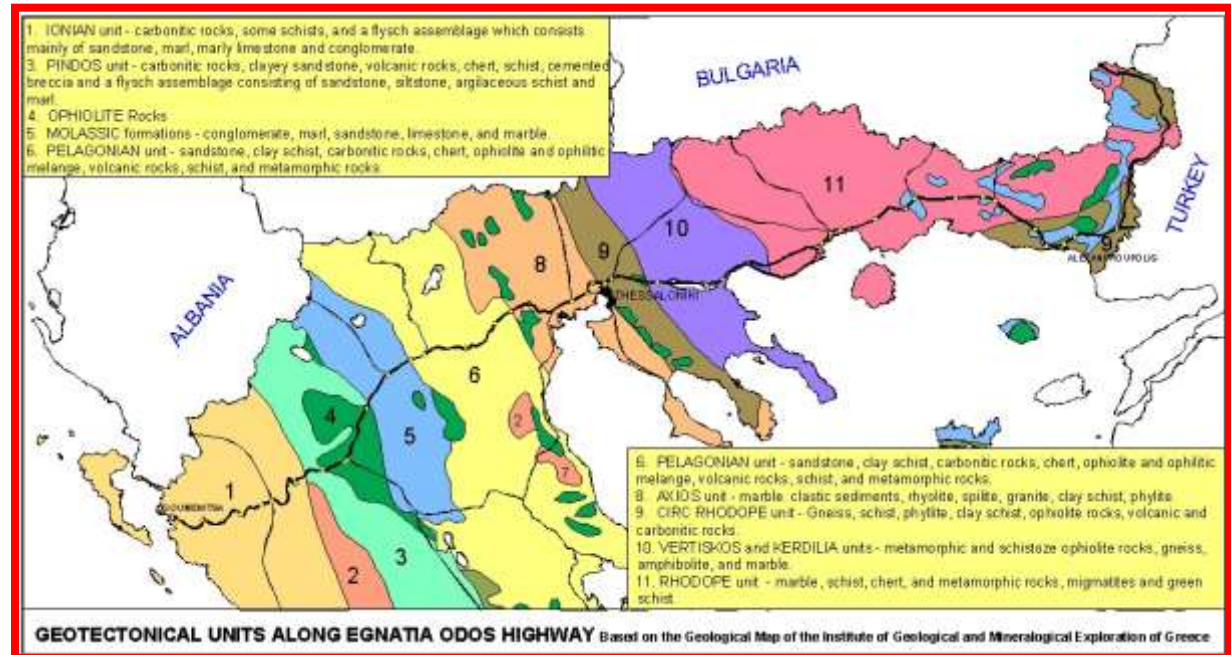 1. IONIAN unit - carbonitic rocks, some schists, and a flysch assemblage which consists
mainly of sandstone, marl, marly limestone and conglomerate.
3. PINDOS unit - carbonitic rocks, clayey sandstone, volcanic rocks, chert, schist, cemented
breccia and a flysch assemblage consisting of sandstone, siltstone, argilaceous schist and
marl.
4. OPHIOLITE Rocks
5. MOLASSIC formations - conglomerate, marl, sandstone, limestone, and marble.
6. PELAGONIAN unit - sandstone, clay schist, carbonitic rocks, chert, ophiolite and ophilitic
melange, volcanic rocks, schist, and metamorphic rocks.
BULGARIA
TURKEY
ALBANIA
11
10
9
8
9
ALEXANDROUPOLIS
THESSALONIKI
6
4
5
2
7
1
IGOUMENITSA
2
3
6. PELAGONIAN unit - sandstone, clay schist, carbonitic rocks, chert, ophiolite and ophilitic
melange, volcanic rocks, schist, and metamorphic rocks.
8. AXIOS unit - marble, clastic sediments, rhyolite, spilite, granite, clay schist, phylite.
9. CIRC RHODOPE unit - Gneiss, schist, phyllite, clay schist, ophiolite rocks, volcanic and
carbonitic rocks.
10. VERTISKOS and KERDILIA units - metamorphic and schistoze ophiolite rocks, gneiss,
amphibolite, and marble.
11. RHODOPE unit - marble, schist, chert, and metamorphic rocks, migmatites and green
schist.
GEOTECTONICAL UNITS ALONG EGNATIA ODOS HIGHWAY Based on the Geological Map of the Institute of Geological and Mineralogical Exploration of Greece